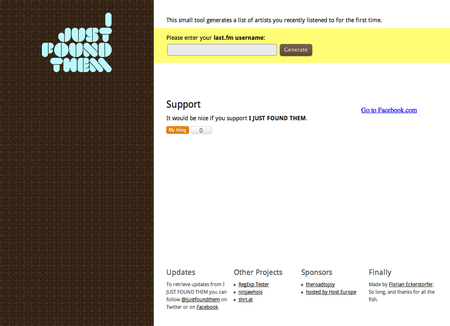 I
JUST
FOUND
THEM
This small tool generates a list of artists you recently listened to for the first time.
Please enter your last.fm username:
Generate
Support
It would be nice if you support I JUST FOUND THEM.
My thing 0
Go to Facebook.com
Updates
To retrieve updates from I
JUST FOUND THEM you can
follow @ijustfoundthem on
Twitter or on Facebook.
Other Projects
RegExp Tester
ninjawhois
shrt.at
Sponsors
theroadtojoy
hosted by Host Europe
Finally
Made by Florian Eckerstorfer.
So long, and thanks for all the
fish.